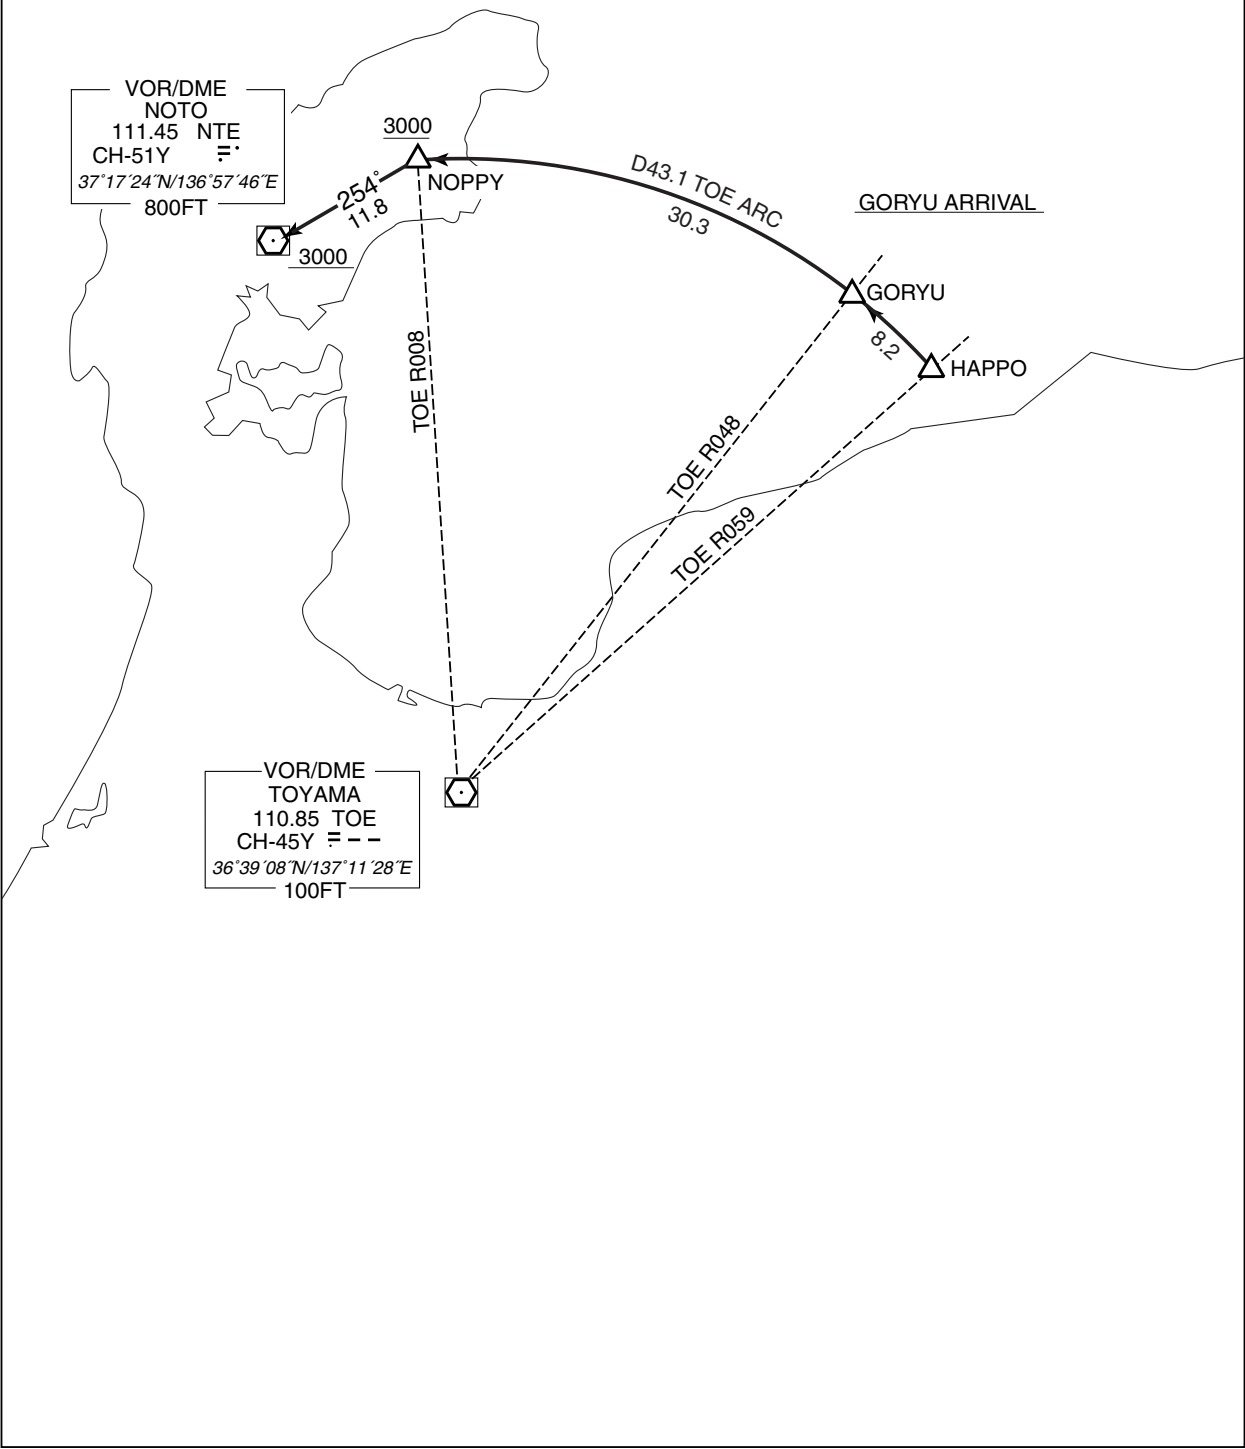 VOR/DME
NOTO
111.45 NTE
CH-51Y
37°17´24˝N/136°57´46˝E
800FT
3000
NOPPY
254°
11.8
3000
D43.1 TOE ARC
30.3
GORYU ARRIVAL
GORYU
8.2
HAPPO
TOE R008
TOE R048
TOE R059
VOR/DME
TOYAMA
110.85 TOE
CH-45Y
36°39´08˝N/137°11´28˝E
100FT